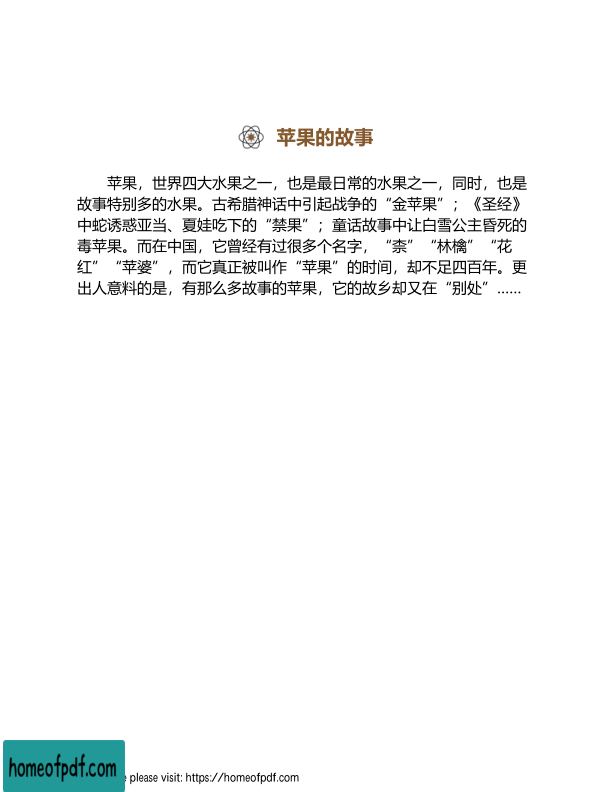 苹果的故事
苹果，世界四大水果之一，也是最日常的水果之一，同时，也是
故事特别多的水果。古希腊神话中引起战争的“金苹果”；《圣经》
中蛇诱惑亚当、夏娃吃下的“禁果”；童话故事中让白雪公主昏死的
毒苹果。而在中国，它曾经有过很多个名字，“柰”“林檎”“花
红”“苹婆”，而它真正被叫作“苹果”的时间，却不足四百年。更
出人意料的是，有那么多故事的苹果，它的故乡却又在“别处”……
homeofpdf.com
e please visit: https://homeofpdf.com